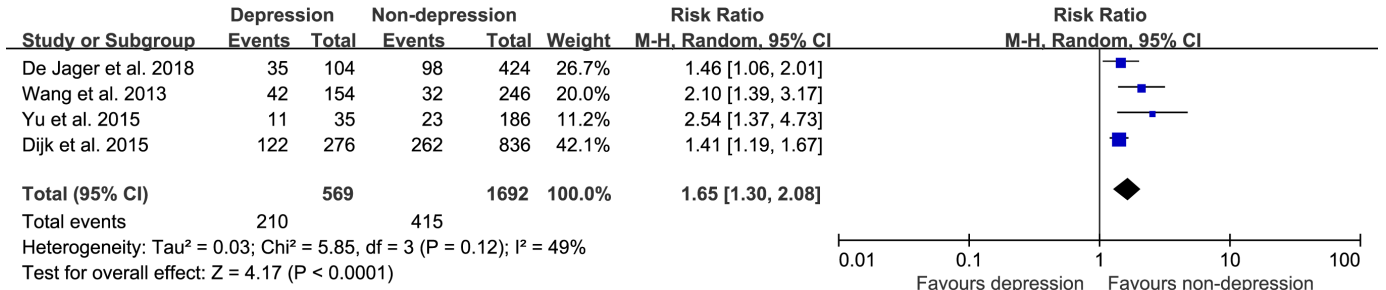 Depression Non-depression Risk Ratio Risk Ratio
Study or Subgroup Events Total Events Total Weight M-H, Random, 95% CI M-H, Random, 95% CI
De Jager et al. 2018 35 104 98 424 26.7% 1.46 [1.06, 2.01]
Wang et al. 2013 42 154 32 246 20.0% 2.10 [1.39, 3.17]
Yu et al. 2015 11 35 23 186 11.2% 2.54 [1.37, 4.73]
Dijk et al. 2015 122 276 262 836 42.1% 1.41 [1.19, 1.67]
Total (95% CI) 569 1692 100.0% 1.65 [1.30, 2.08]
Total events 210 415
Heterogeneity: Tau² = 0.03; Chi² = 5.85, df = 3 (P = 0.12); I² = 49%
Test for overall effect: Z = 4.17 (P < 0.0001)
0.01 0.1 1 10 100
Favours depression Favours non-depression